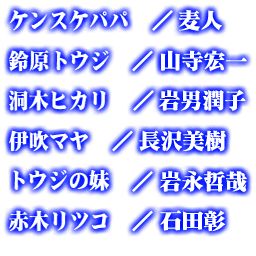 ケンスケパパ ／麦人
鈴原トウジ ／山寺宏一
洞木ヒカリ ／岩男潤子
伊吹マヤ ／長沢美樹
トウジの妹 ／岩永哲哉
赤木リツコ ／石田彰